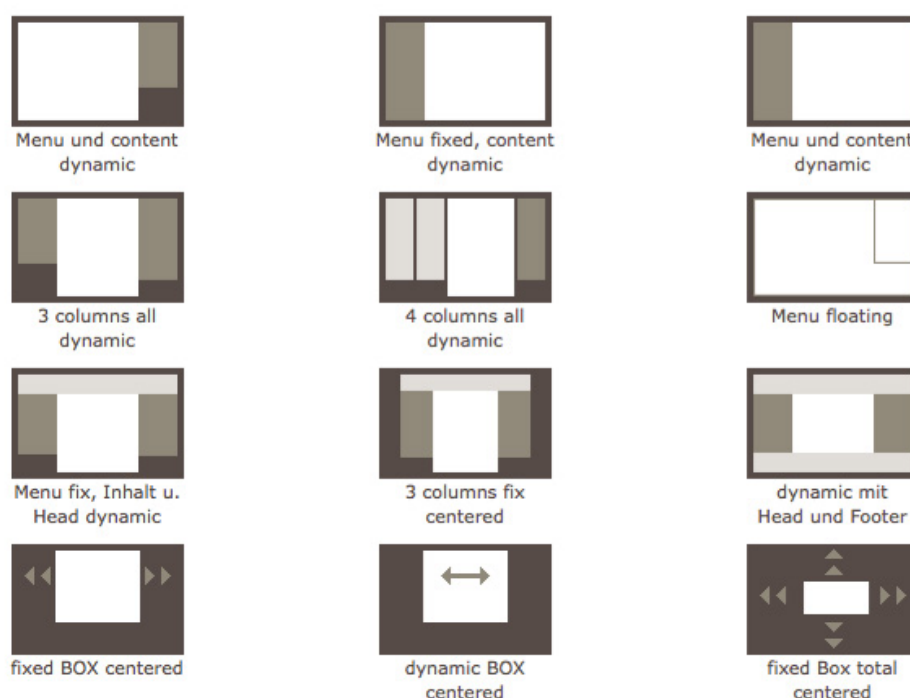 Menu und content
dynamic
Menu fixed, content
dynamic
Menu und content
dynamic
3 columns all
dynamic
4 columns all
dynamic
Menu floating
Menu fix, Inhalt u.
Head dynamic
3 columns fix
centered
dynamic mit
Head und Footer
fixed BOX centered
dynamic BOX
centered
fixed Box total
centered